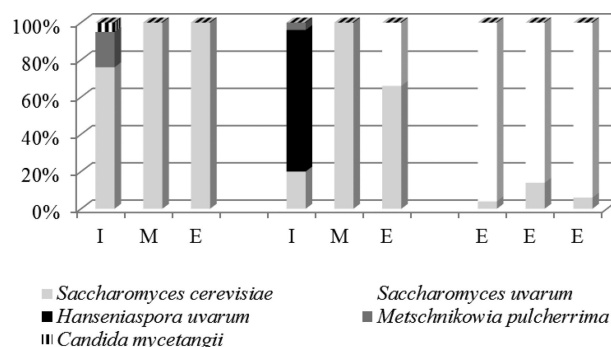 100%
80%
60%
40%
20%
0%
I M E I M E E E E
Saccharomyces cerevisiae Saccharomyces uvarum
Hanseniaspora uvarum Metschnikowia pulcherrima
Candida mycetangii